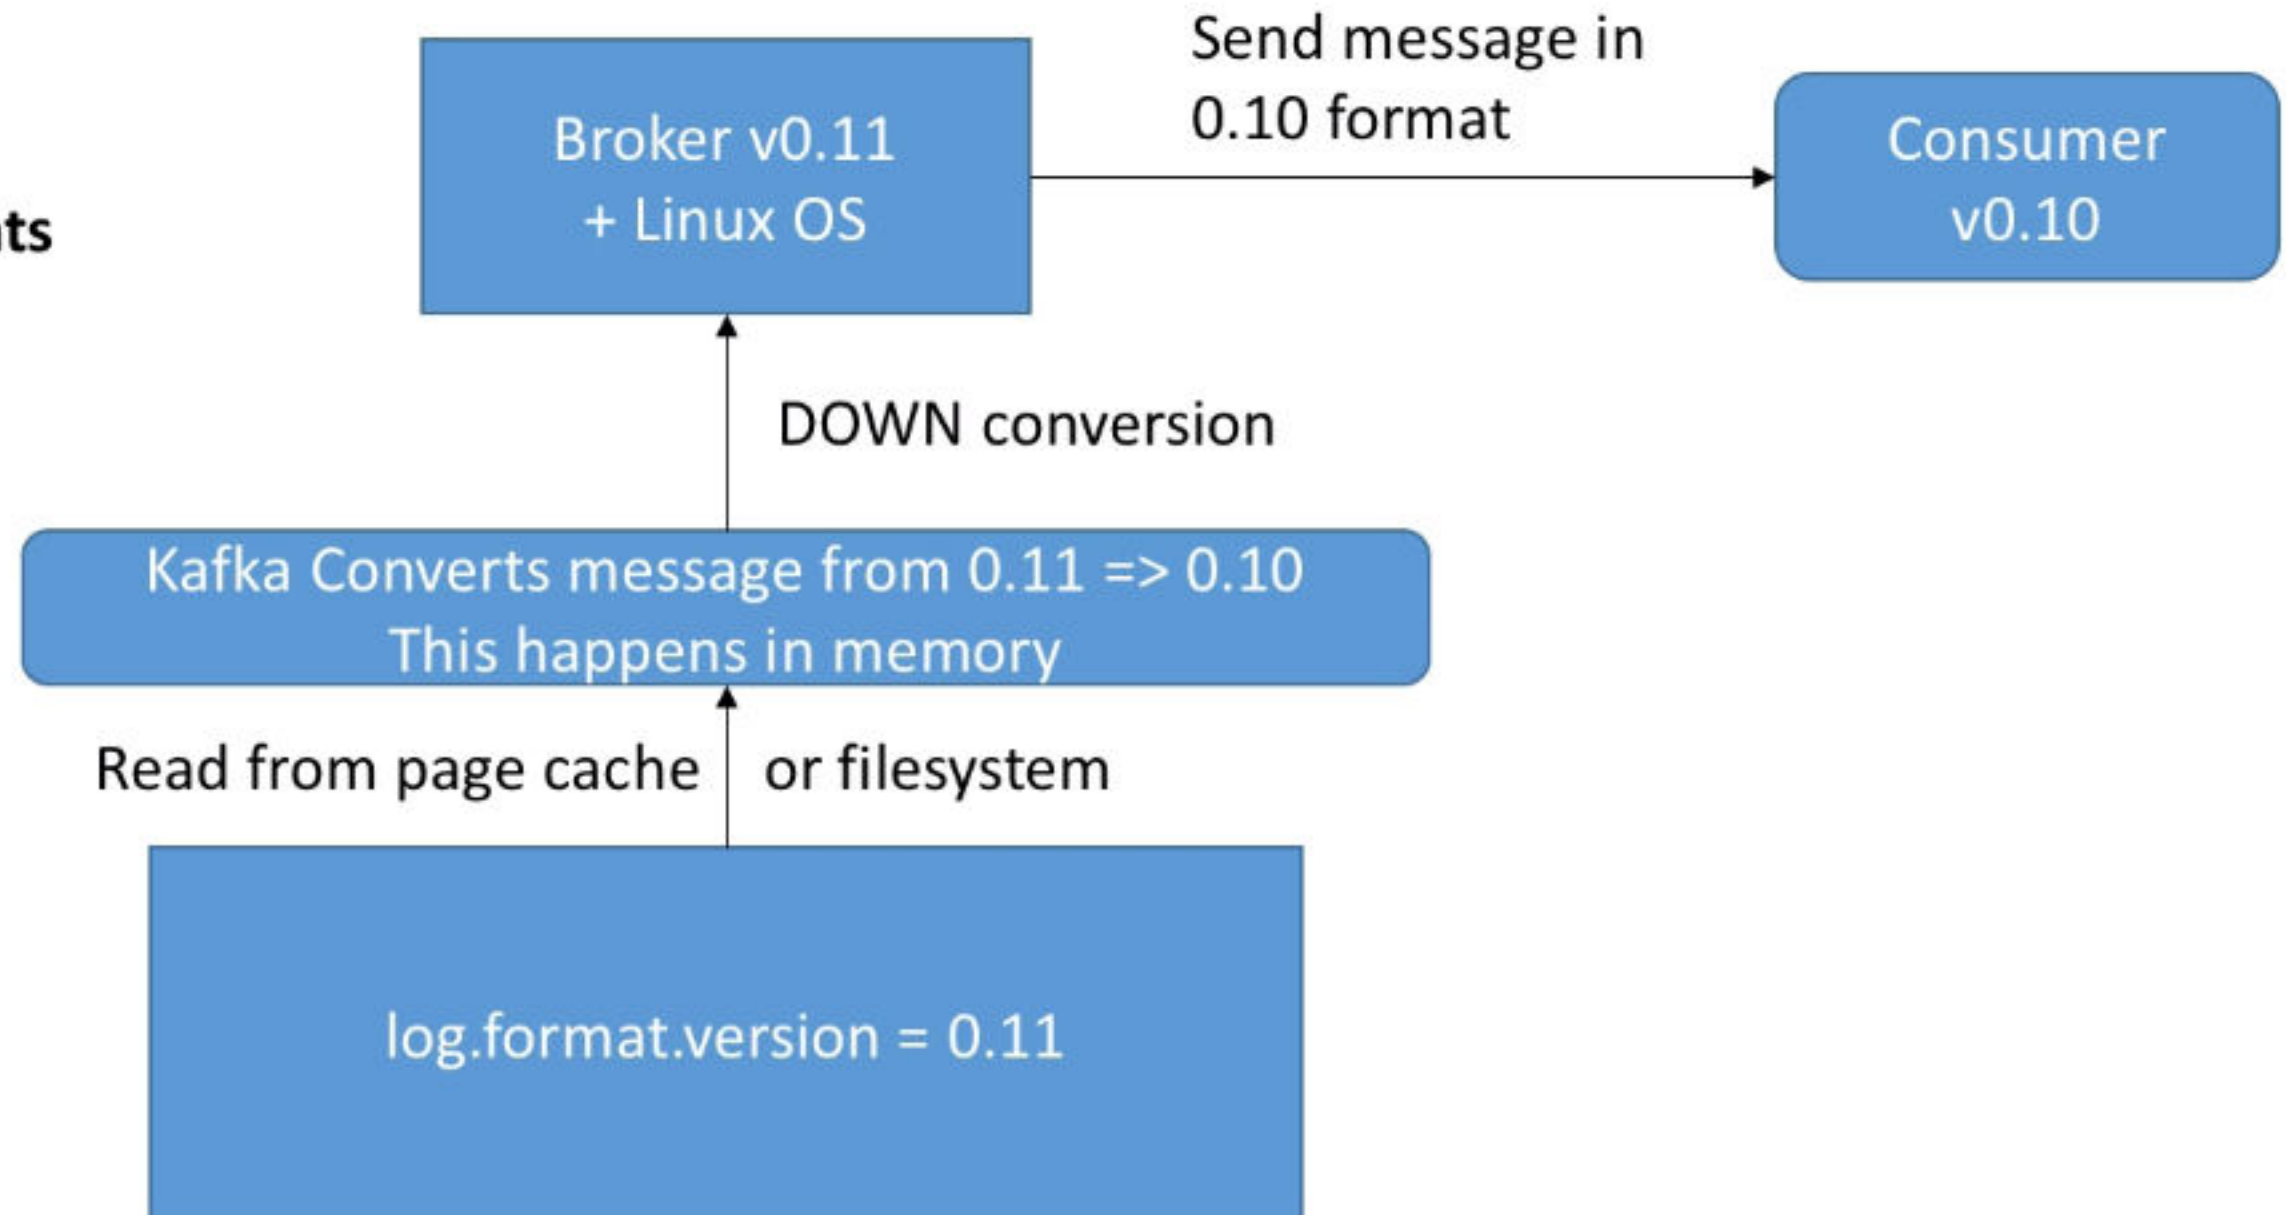 Send message in
0.10 format
Broker v0.11
+ Linux OS
Consumer
v0.10
DOWN conversion
Kafka Converts message from 0.11 => 0.10
This happens in memory
Read from page cache or filesystem
log.format.version = 0.11